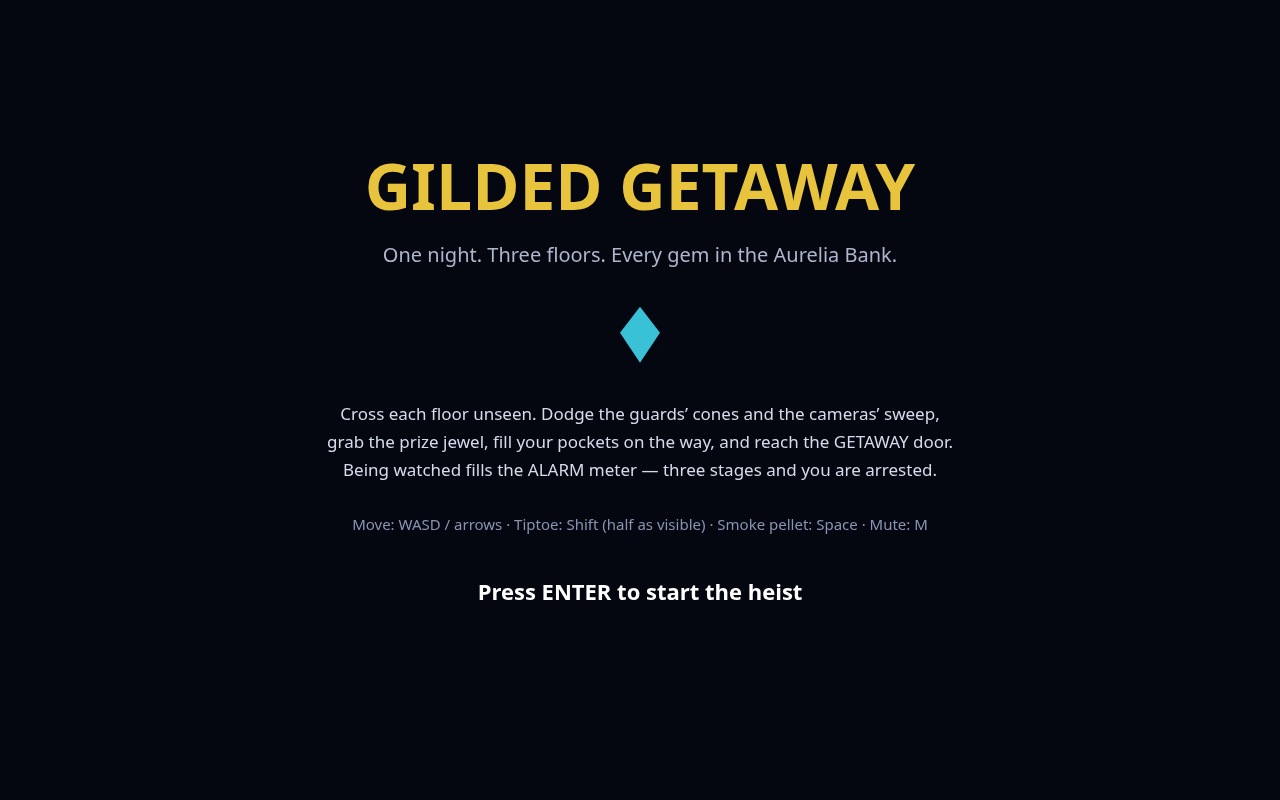 GILDED GETAWAY
One night. Three floors. Every gem in the Aurelia Bank.
Cross each floor unseen. Dodge the guards’ cones and the cameras’ sweep,
grab the prize jewel, fill your pockets on the way, and reach the GETAWAY door.
Being watched fills the ALARM meter — three stages and you are arrested.
Move: WASD / arrows · Tiptoe: Shift (half as visible) · Smoke pellet: Space · Mute: M
Press ENTER to start the heist